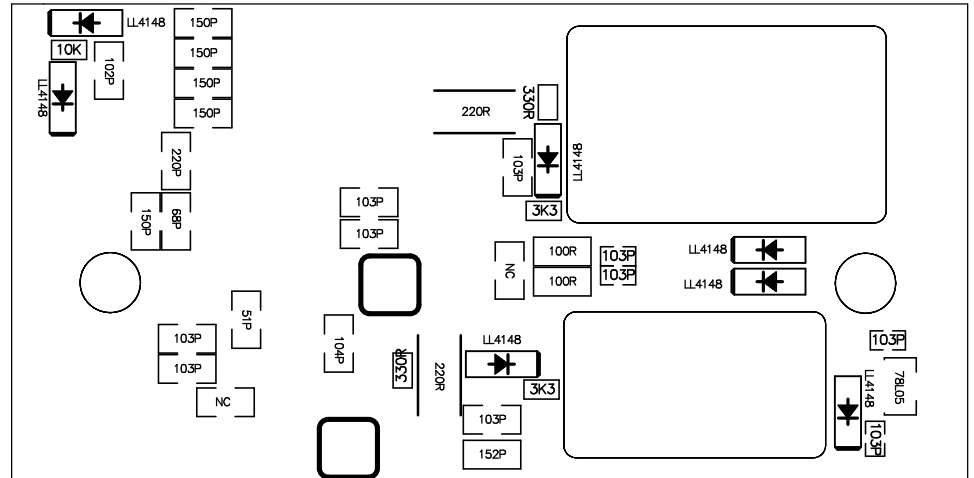 LL4148
150P
10K
102P
150P
LL4148
150P
150P
220R
330R
220P
103P
LL4148
150P
68P
103P
3K3
103P
NC
100R
103P
LL4148
100R
103P
LL4148
51P
103P
104P
330R
220R
LL4148
103P
103P
3K3
LL4148
78L05
NC
103P
103P
152P